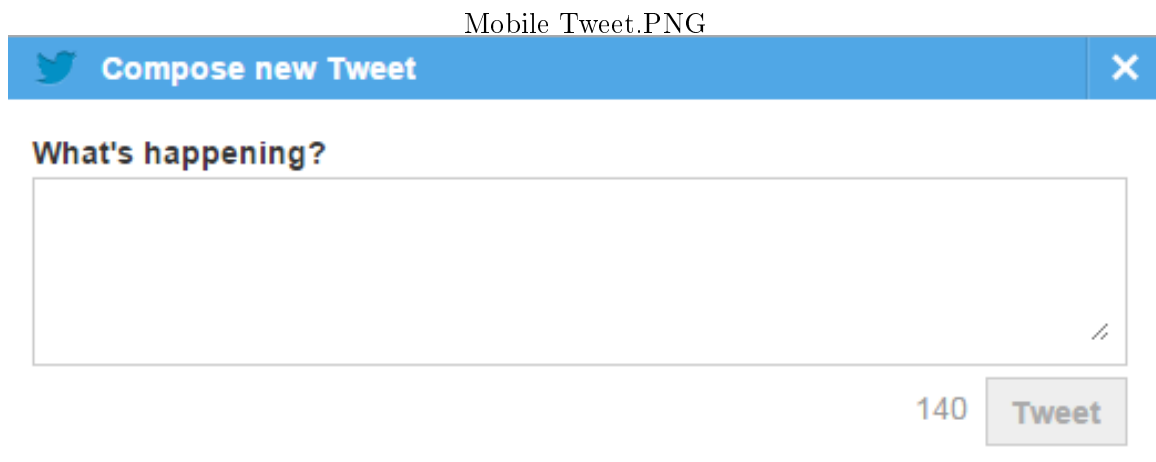 Mobile Tweet.PNG
Compose new Tweet
What's happening?
140 Tweet